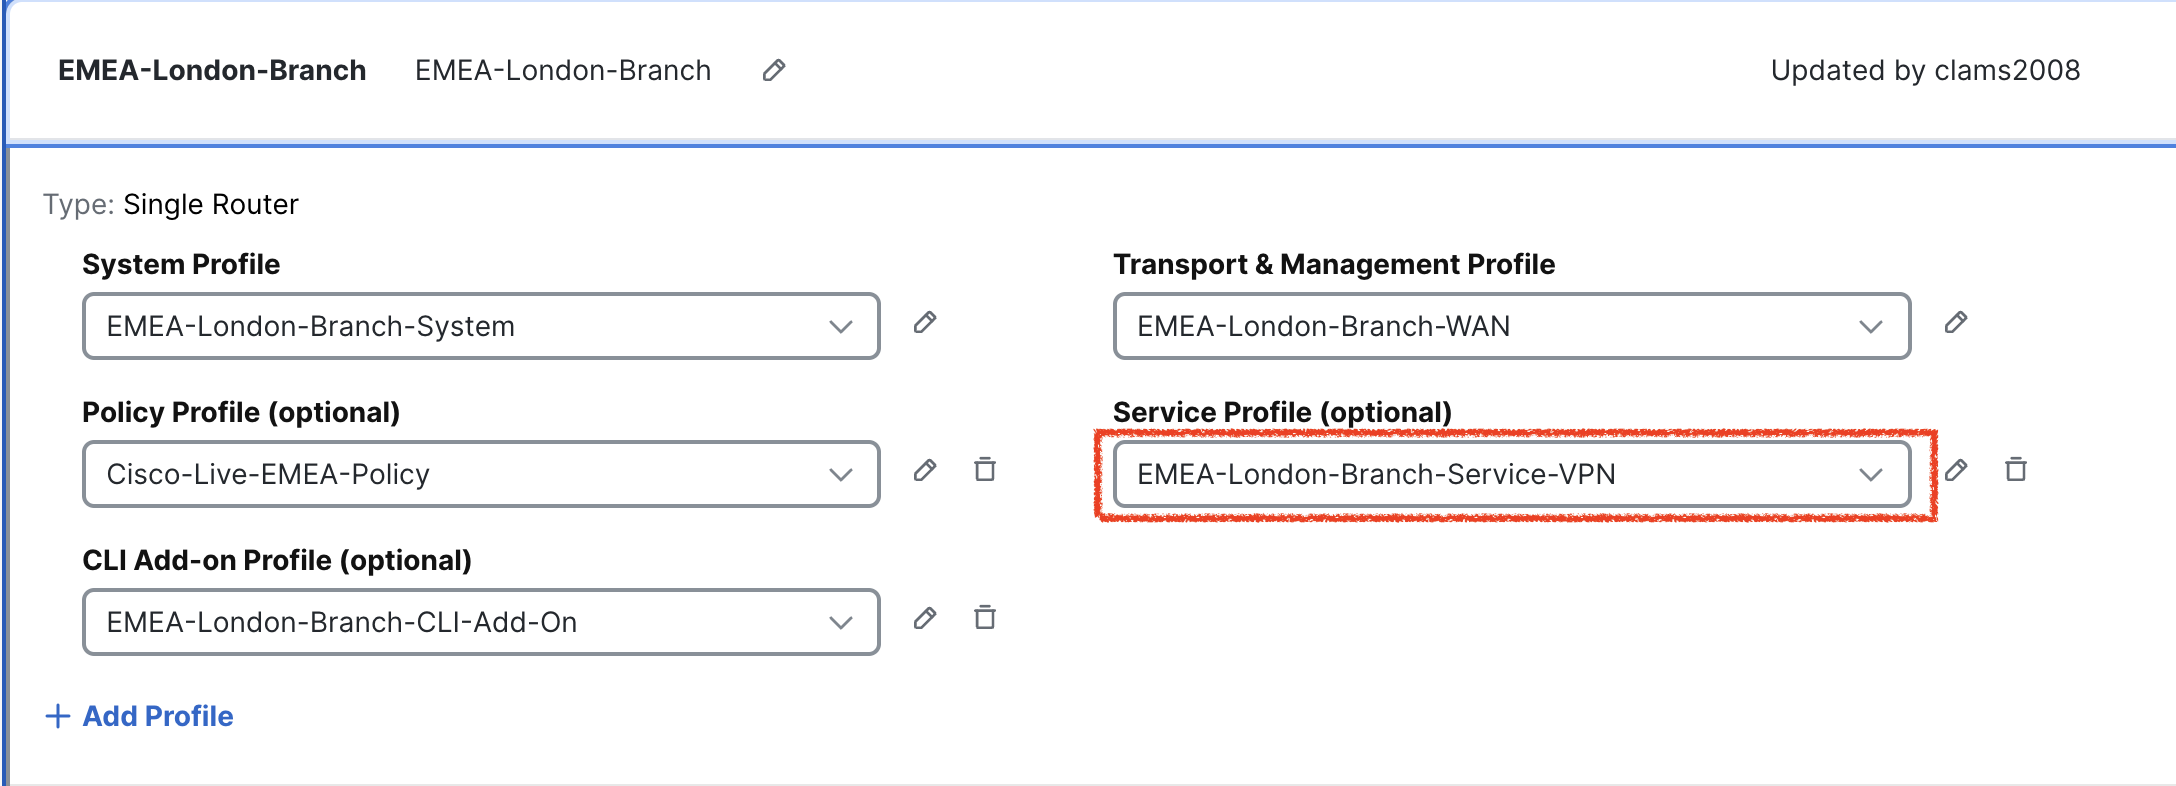 EMEA-London-Branch EMEA-London-Branch Updated by clams2008
Type: Single Router
System Profile Transport & Management Profile
EMEA-London-Branch-System EMEA-London-Branch-WAN
Policy Profile (optional) Service Profile (optional)
Cisco-Live-EMEA-Policy EMEA-London-Branch-Service-VPN
CLI Add-on Profile (optional)
EMEA-London-Branch-CLI-Add-On
+ Add Profile